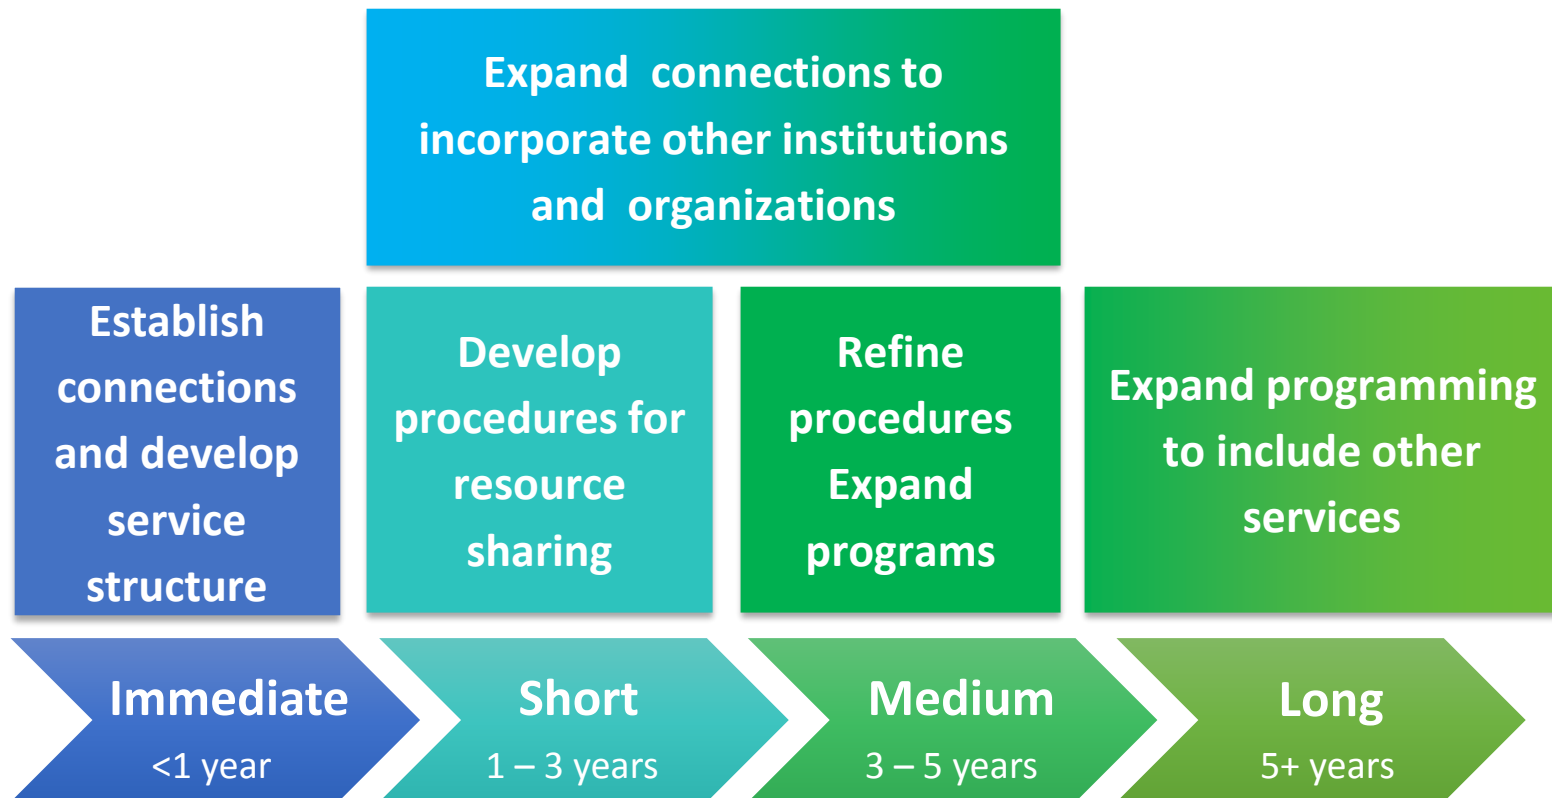 Expand connections to
incorporate other institutions
and organizations
Establish
connections
and develop
service
structure
Develop
procedures for
resource
sharing
Refine
procedures
Expand
programs
Expand programming
to include other
services
Immediate
<1 year
Short
1 – 3 years
Medium
3 – 5 years
Long
5+ years